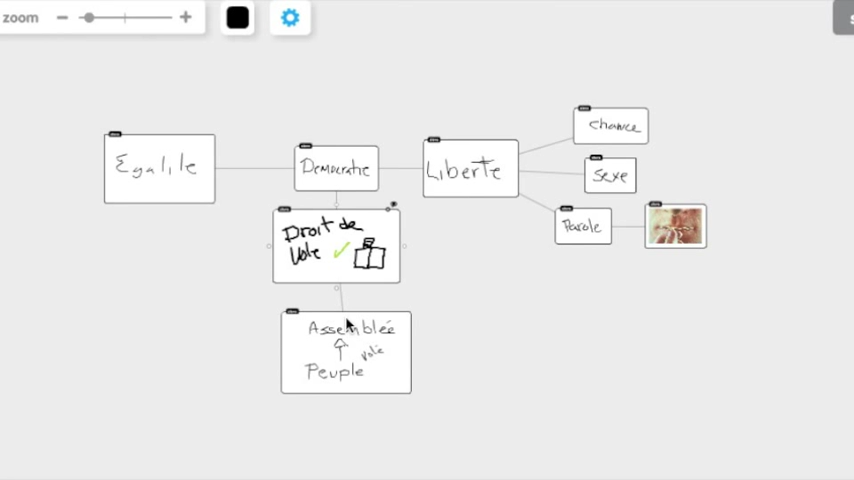 zoom
Egalite
Democratie
Liberte
chance
Sexe
Parole
Droit de
Vote
Assemblée
vote
Peuple